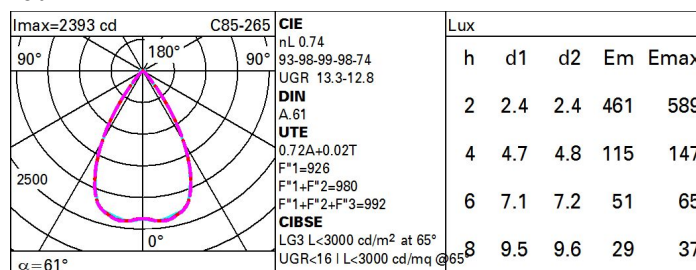 Imax=2393 cd C85-265
90° 180° 90°
2500
0°
α=61°
CIE
nL 0.74
93-98-99-98-74
UGR 13.3-12.8
DIN
A.61
UTE
0.72A+0.02T
F"1=926
F"1+F"2=980
F"1+F"2+F"3=992
CIBSE
LG3 L<3000 cd/m² at 65°
UGR<16 | L<3000 cd/mq @65°
Lux
h d1 d2 Em Emax
2 2.4 2.4 461 589
4 4.7 4.8 115 147
6 7.1 7.2 51 65
8 9.5 9.6 29 37